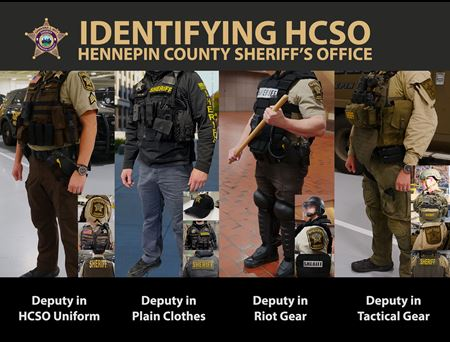 IDENTIFYING HCSO
HENNEPIN COUNTY SHERIFF'S OFFICE
SHERIFF
SHERIFF
SHERIFF
SHERIFF
SHERIFF
SHERIFF
Deputy in
HCSO Uniform
Deputy in
Plain Clothes
Deputy in
Riot Gear
Deputy in
Tactical Gear